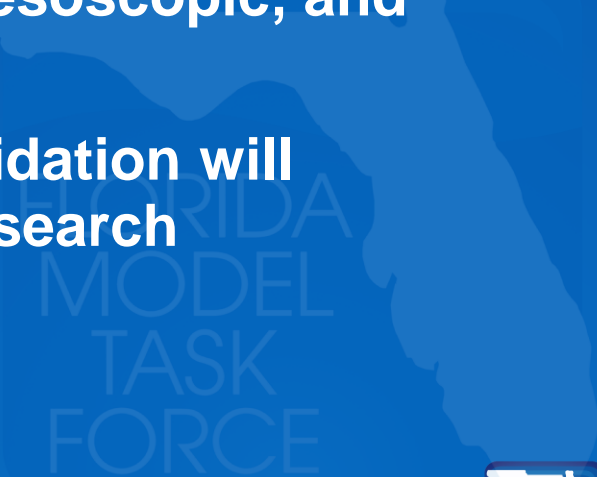 esoscopic, and
idation will
search
FLORIDA
MODEL
TASK
FORCE